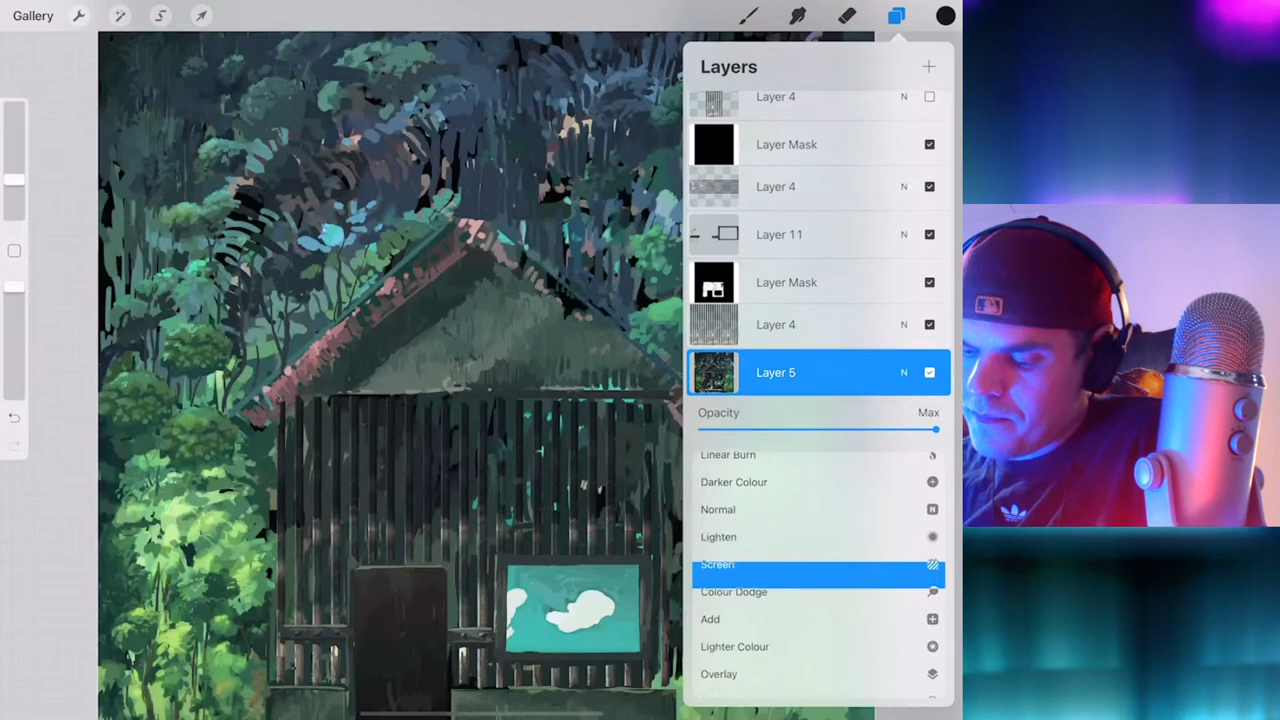 Gallery
Layers
Layer 4 N
Layer Mask
Layer 4 N
Layer 11 N
Layer Mask
Layer 4 N
Layer 5 N
Opacity Max
Linear Burn
Darker Colour
Normal N
Lighten
Screen
Colour Dodge
Add
Lighter Colour
Overlay